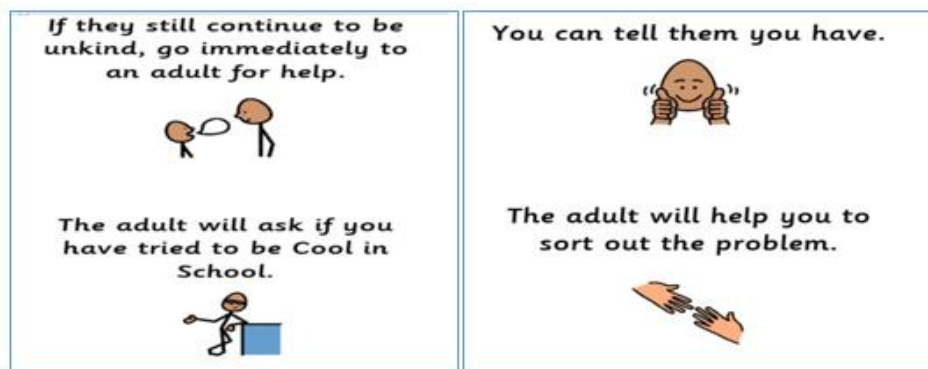 If they still continue to be
unkind, go immediately to
an adult for help.
The adult will ask if you
have tried to be Cool in
School.
You can tell them you have.
The adult will help you to
sort out the problem.